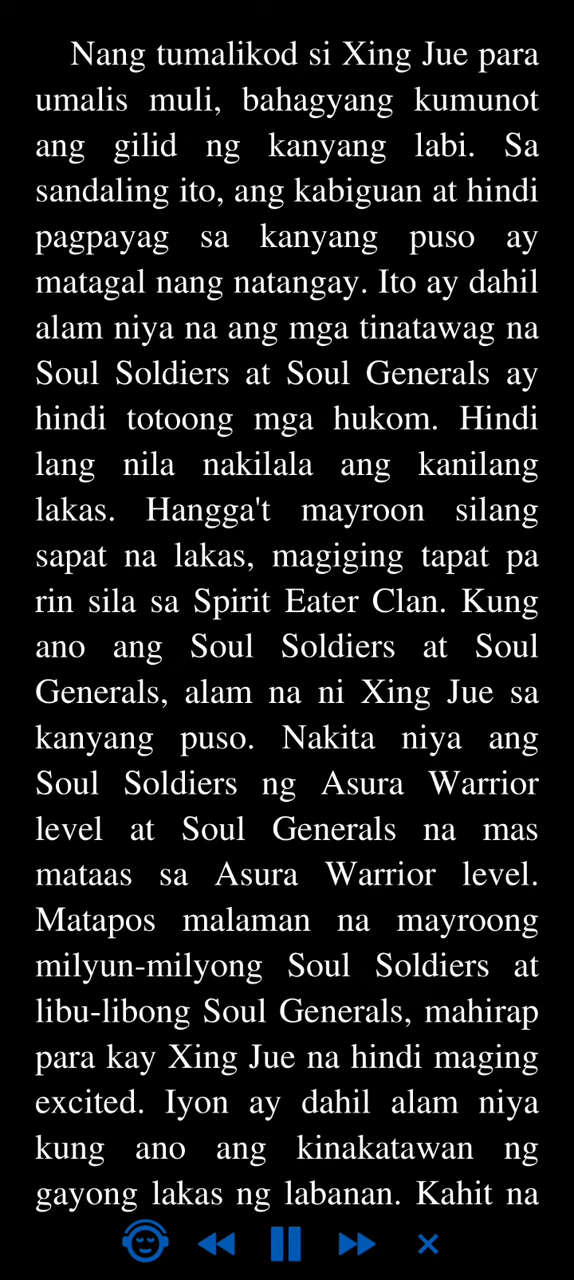 Nang tumalikod si Xing Jue para
umalis muli, bahagyang kumunot
ang gilid ng kanyang labi. Sa
sandaling ito, ang kabiguan at hindi
pagpayag sa kanyang puso ay
matagal nang natangay. Ito ay dahil
alam niya na ang mga tinatawag na
Soul Soldiers at Soul Generals ay
hindi totoong mga hukom. Hindi
lang nila nakilala ang kanilang
lakas. Hangga't mayroon silang
sapat na lakas, magiging tapat pa
rin sila sa Spirit Eater Clan. Kung
ano ang Soul Soldiers at Soul
Generals, alam na ni Xing Jue sa
kanyang puso. Nakita niya ang
Soul Soldiers ng Asura Warrior
level at Soul Generals na mas
mataas sa Asura Warrior level.
Matapos malaman na mayroong
milyun-milyong Soul Soldiers at
libu-libong Soul Generals, mahirap
para kay Xing Jue na hindi maging
excited. Iyon ay dahil alam niya
kung ano ang kinakatawan ng
gayong lakas ng labanan. Kahit na